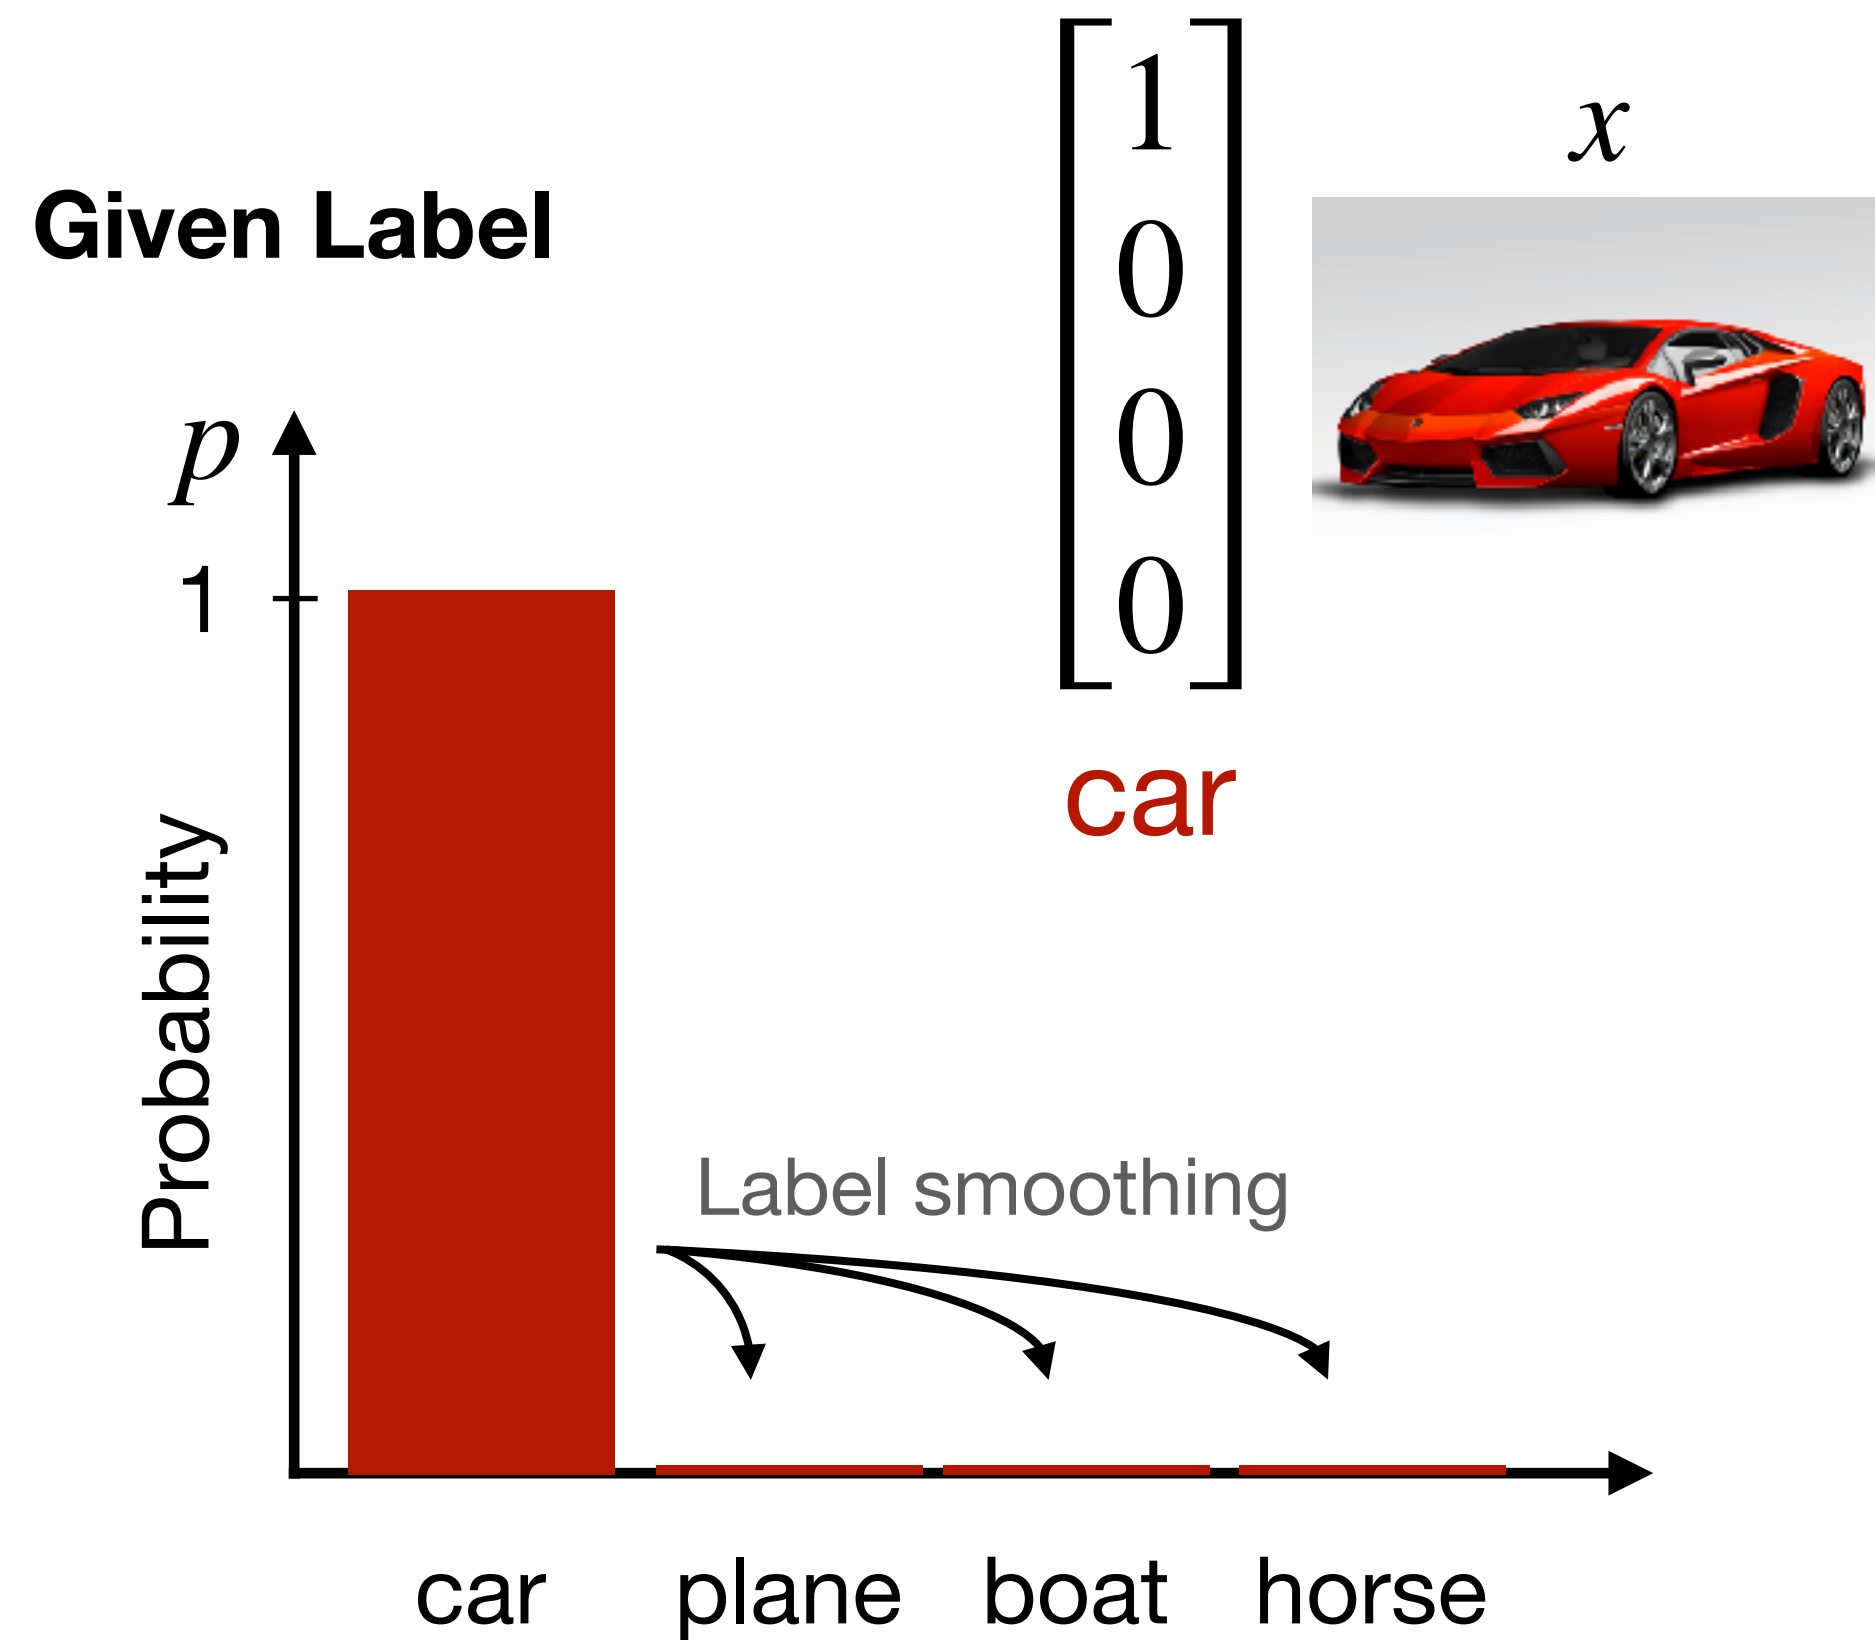 Given Label
1
0
0
0
car
x
p
1
Probability
Label smoothing
car plane boat horse